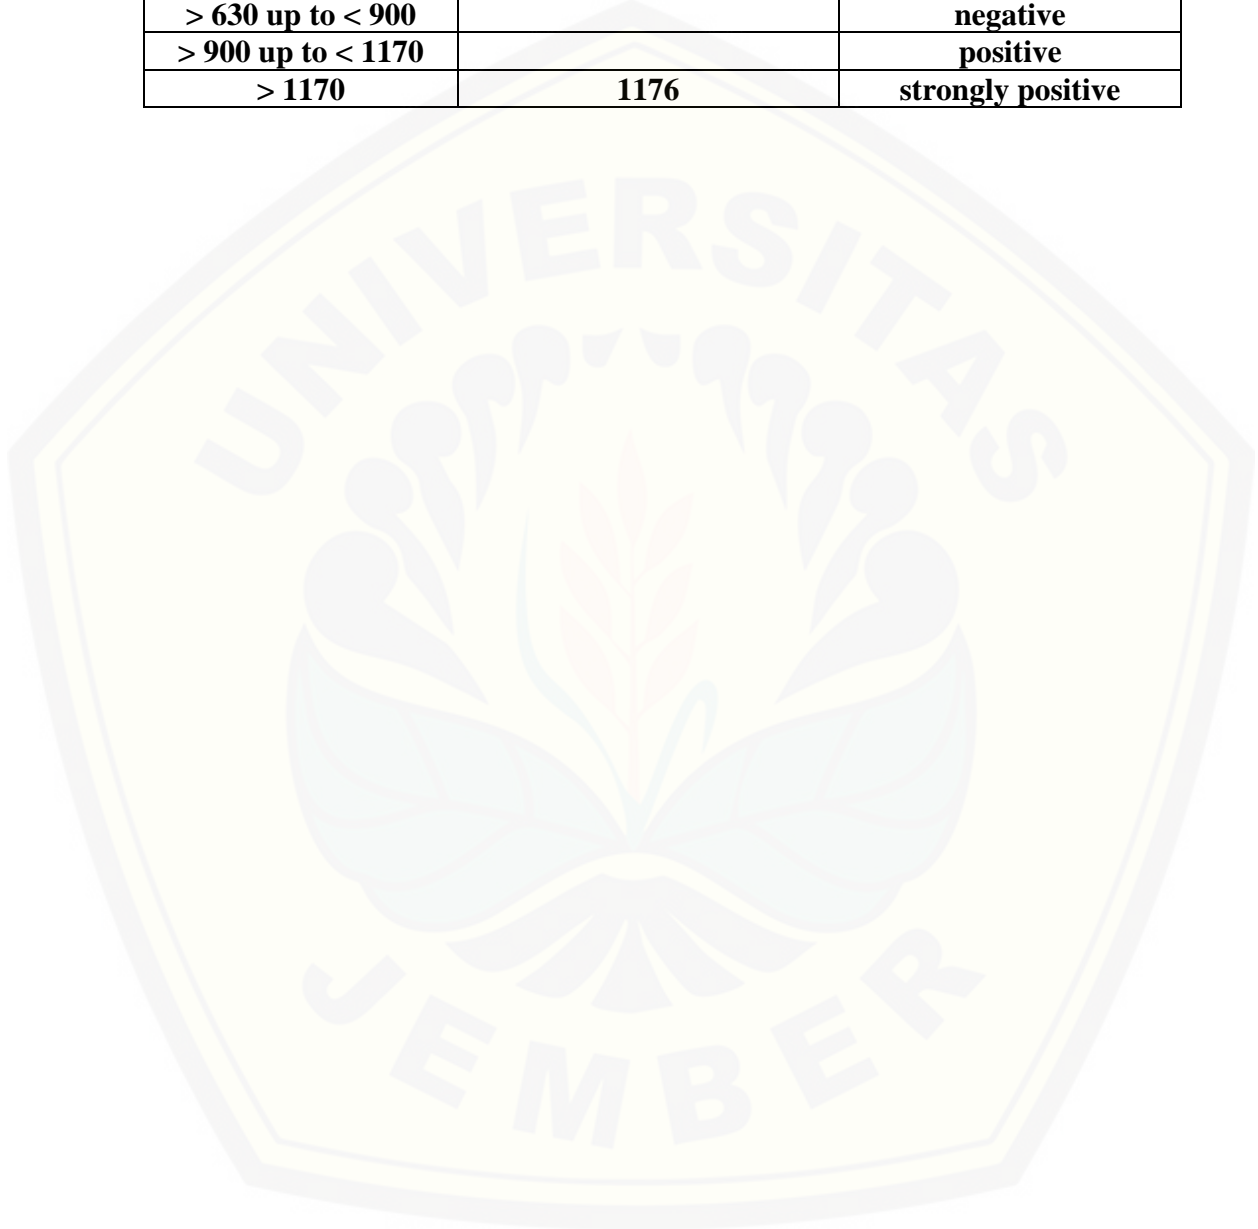 > 630 up to < 900 negative
> 900 up to < 1170 positive
> 1170 1176 strongly positive
UNIVERSITAS
JEMBER